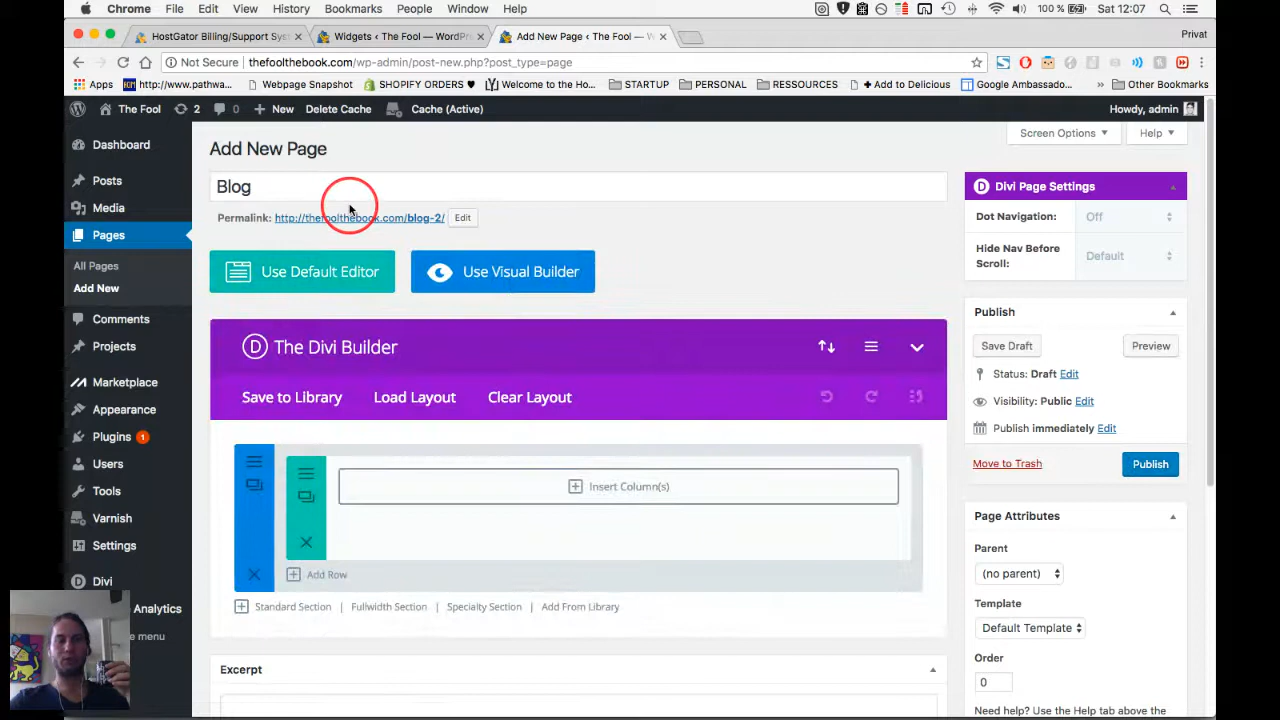 Chrome File Edit View History Bookmarks People Window Help 100 % Sat 12:07
HostGator Billing/Support Sys × Widgets ‹ The Fool — WordPre × Add New Page ‹ The Fool — W × Privat
Not Secure thefoolthebook.com/wp-admin/post-new.php?post_type=page
Apps http://www.pathwa... Webpage Snapshot SHOPIFY ORDERS ♥ Welcome to the Ho... STARTUP PERSONAL RESSOURCES + Add to Delicious Google Ambassado... » Other Bookmarks
The Fool 2 0 + New Delete Cache Cache (Active) Howdy, admin
Screen Options Help
Dashboard
Posts
Media
Pages
All Pages
Add New
Comments
Projects
Marketplace
Appearance
Plugins 1
Users
Tools
Varnish
Settings
Divi
Analytics
e menu
Add New Page
Blog
Permalink: http://thefoolthebook.com/blog-2/ Edit
Use Default Editor Use Visual Builder
The Divi Builder
Save to Library Load Layout Clear Layout
Insert Column(s)
Add Row
Standard Section | Fullwidth Section | Specialty Section | Add From Library
Excerpt
Divi Page Settings
Dot Navigation: Off
Hide Nav Before Scroll: Default
Publish
Save Draft Preview
Status: Draft Edit
Visibility: Public Edit
Publish immediately Edit
Move to Trash Publish
Page Attributes
Parent
(no parent)
Template
Default Template
Order
0
Need help? Use the Help tab above the